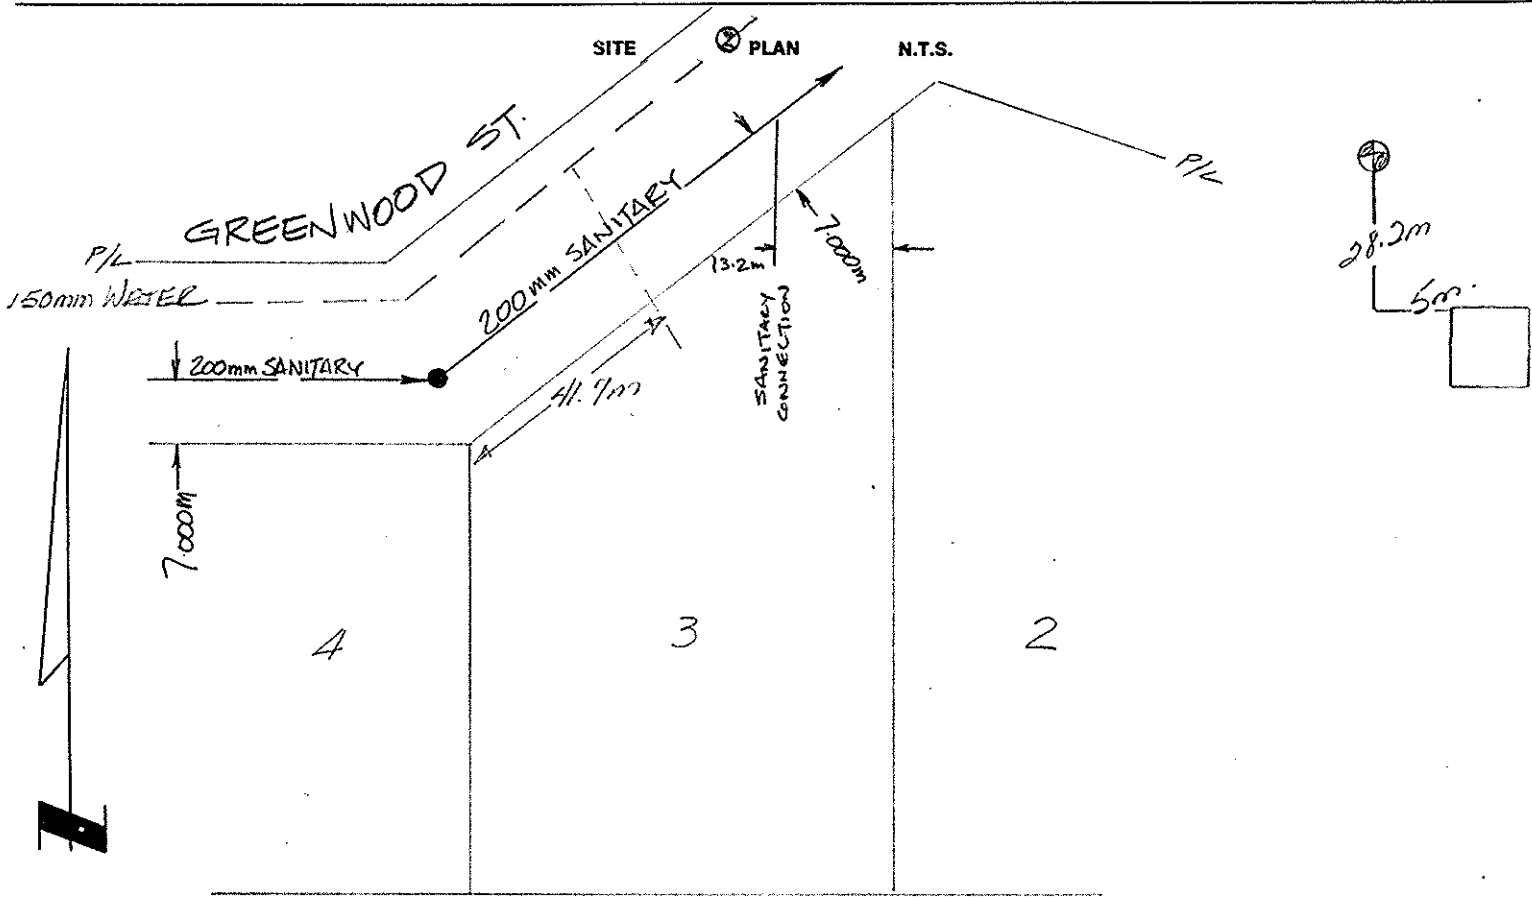 SITE PLAN N.T.S.
GREENWOOD ST.
P/L
P/L
150mm WATER
200mm SANITARY
200mm SANITARY
7.000m
13.2m
SANITARY
CONNECTION
28.2m
5m.
41.7m
7.000m
4
3
2
N